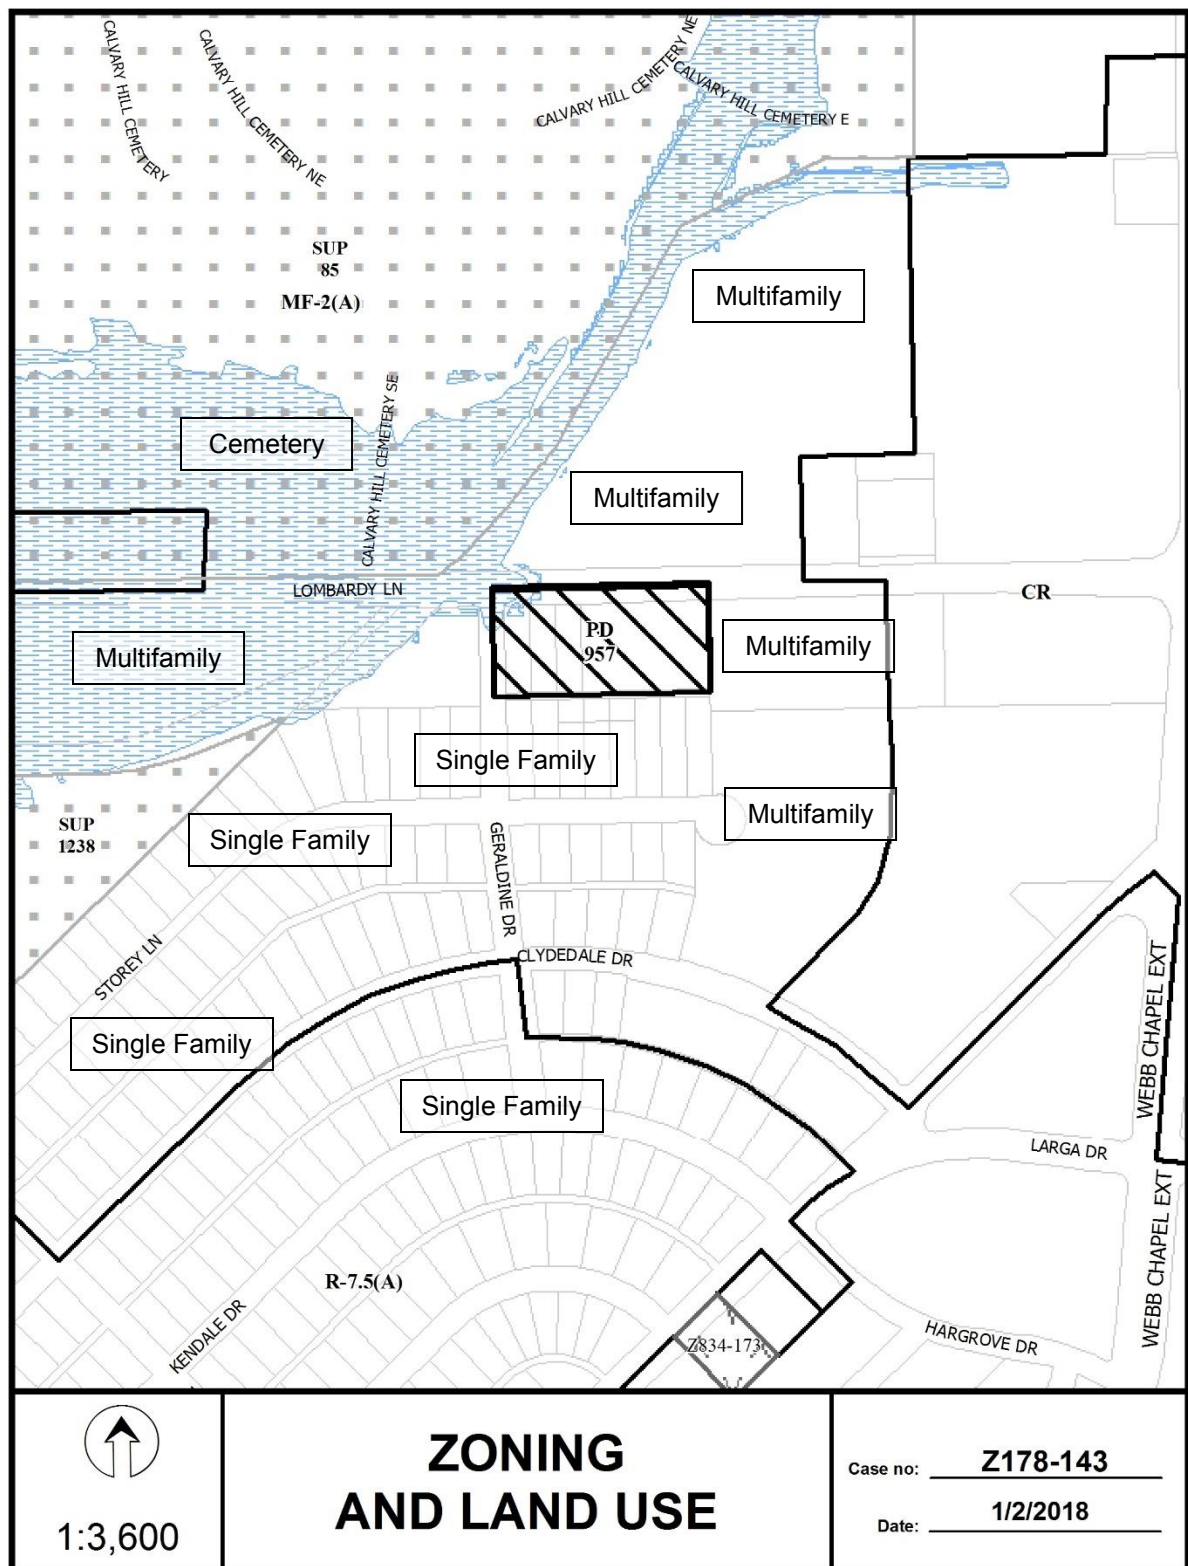 CALVARY HILL CEMETERY
CALVARY HILL CEMETERY NE
CALVARY HILL CEMETERY NE
CALVARY HILL CEMETERY E
SUP
85
MF-2(A)
Multifamily
Cemetery
CALVARY HILL CEMETERY SE
Multifamily
LOMBARDY LN
CR
PD
957
Multifamily
Multifamily
Single Family
Multifamily
SUP
1238
Single Family
GERALDINE DR
STOREY LN
CLYDEDALE DR
Single Family
Single Family
WEBB CHAPEL EXT
LARGA DR
WEBB CHAPEL EXT
R-7.5(A)
KENDALE DR
Z834-173
HARGROVE DR
1:3,600
ZONING
AND LAND USE
Case no: Z178-143
Date: 1/2/2018